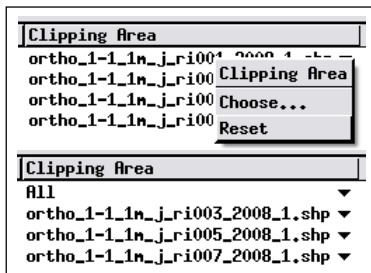 Clipping Area
ortho_1-1_1m_j_ri001_2008_1.shp
ortho_1-1_1m_j_ri00
ortho_1-1_1m_j_ri00
ortho_1-1_1m_j_ri00
Clipping Area
Choose...
Reset
Clipping Area
All
ortho_1-1_1m_j_ri003_2008_1.shp
ortho_1-1_1m_j_ri005_2008_1.shp
ortho_1-1_1m_j_ri007_2008_1.shp